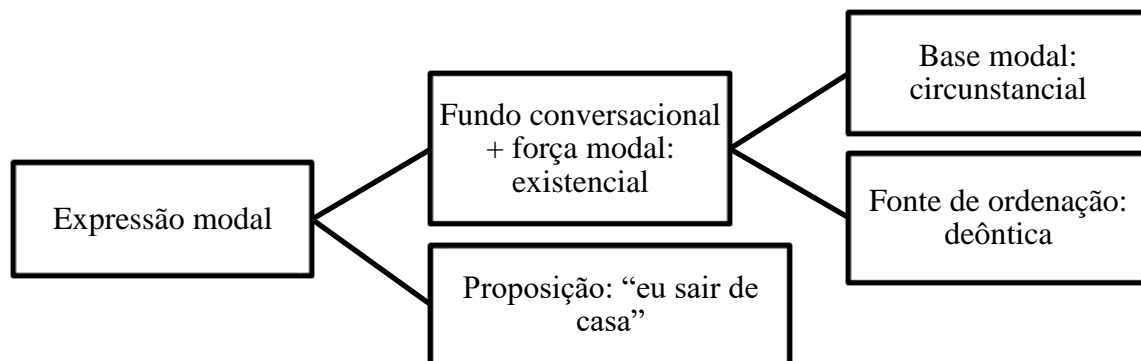 Expressão modal
Fundo conversacional
+ força modal:
existencial
Proposição: “eu sair de
casa”
Base modal:
circunstancial
Fonte de ordenação:
deôntica